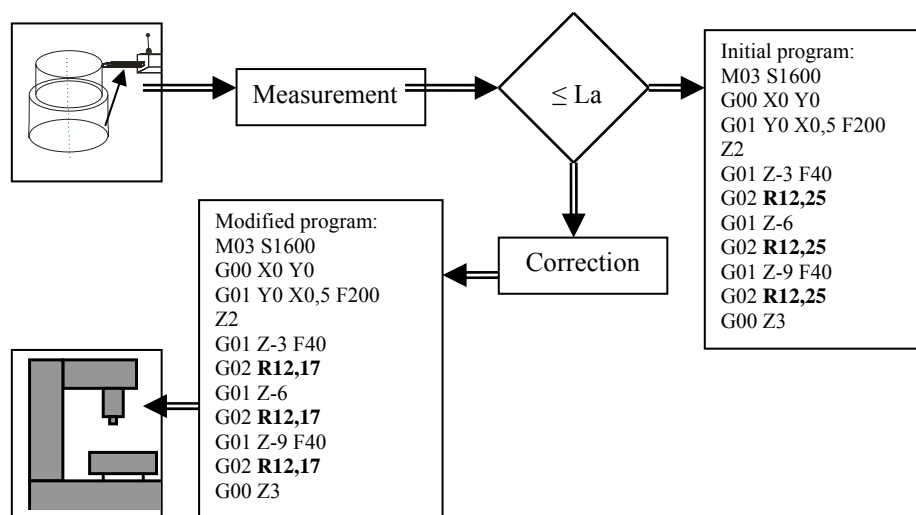 Measurement
≤ La
Initial program:
M03 S1600
G00 X0 Y0
G01 Y0 X0,5 F200
Z2
G01 Z-3 F40
G02 R12,25
G01 Z-6
G02 R12,25
G01 Z-9 F40
G02 R12,25
G00 Z3
Correction
Modified program:
M03 S1600
G00 X0 Y0
G01 Y0 X0,5 F200
Z2
G01 Z-3 F40
G02 R12,17
G01 Z-6
G02 R12,17
G01 Z-9 F40
G02 R12,17
G00 Z3